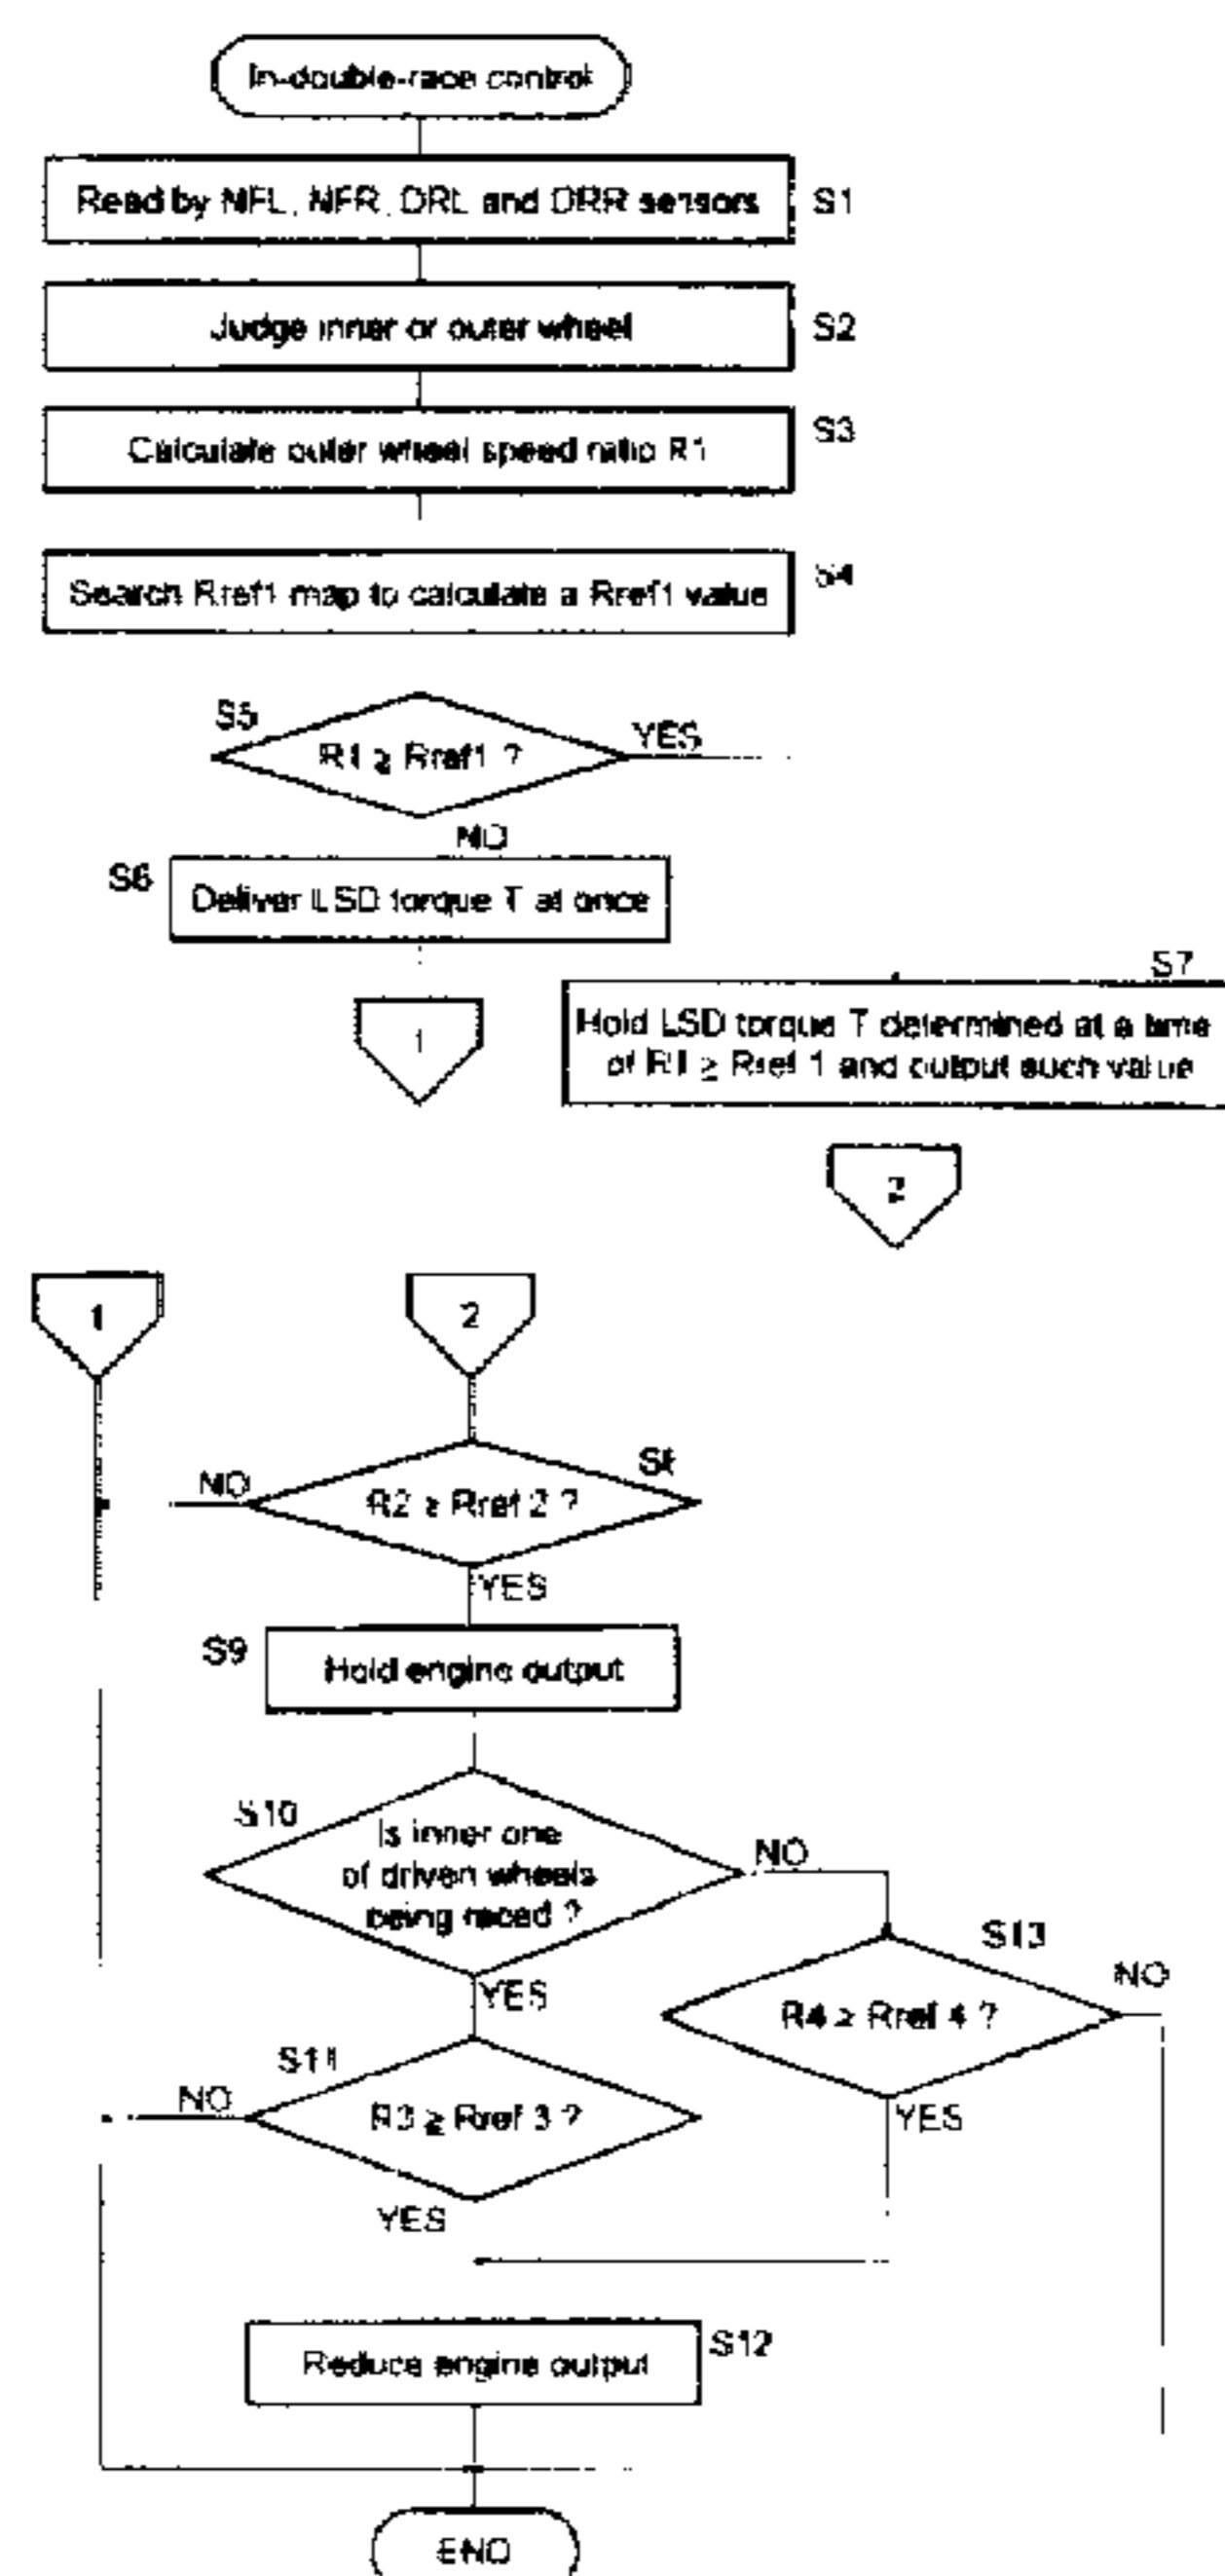 In-double-race control
Read by NFL, NFR, DRL and DRR sensors
S1
Judge inner or outer wheel
S2
Calculate outer wheel speed ratio R1
S3
Search Rref1 map to calculate a Rref1 value
S4
S5
R1 ≧ Rref1 ?
YES
NO
S6
Deliver LSD torque T at once
1
S7
Hold LSD torque T determined at a time
of R1 ≧ Rref 1 and output such value
2
1
2
S8
NO
R2 ≧ Rref 2 ?
YES
S9
Hold engine output
S10
Is inner one
of driven wheels
being raced ?
NO
YES
S13
R4 ≧ Rref 4 ?
NO
YES
S11
NO
R3 ≧ Rref 3 ?
YES
Reduce engine output
S12
END